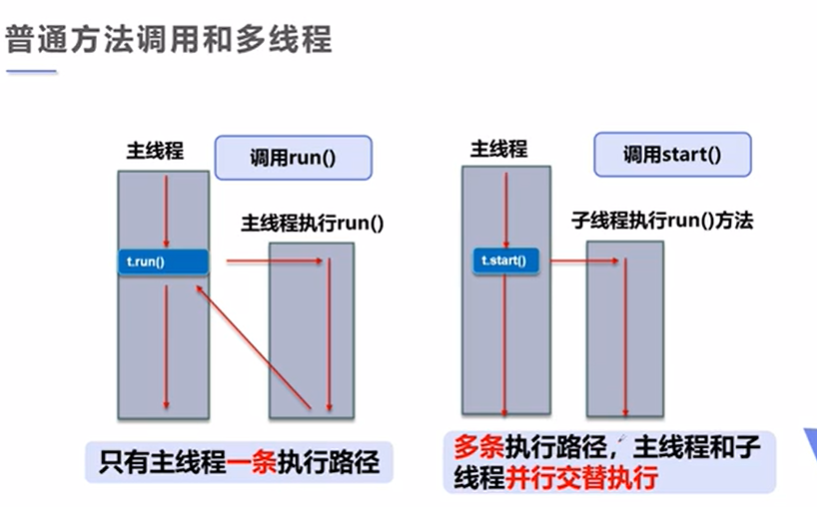 普通方法调用和多线程
主线程
调用run()
主线程执行run()
t.run()
只有主线程一条执行路径
主线程
调用start()
子线程执行run()方法
t.start()
多条执行路径，主线程和子
线程并行交替执行